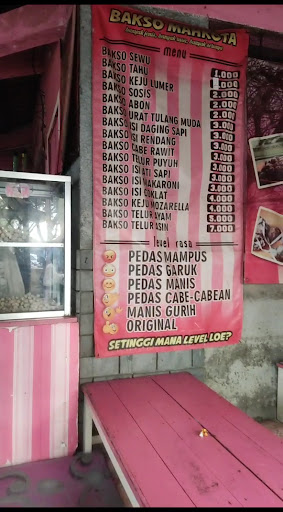 BAKSO MAHKOTA
menu
BAKSO SEWU 1.000
BAKSO TAHU 1.000
BAKSO KEJU LUMER 2.000
BAKSO SOSIS 2.000
BAKSO ABON 2.000
BAKSO URAT TULANG MUDA 3.000
BAKSO ISI DAGING SAPI 3.000
BAKSO ISI RENDANG 3.000
BAKSO CABE RAWIT 3.000
BAKSO TELUR PUYUH 3.000
BAKSO ISI ATI SAPI 3.000
BAKSO ISI MAKARONI 4.000
BAKSO ISI COKLAT 4.000
BAKSO KEJU MOZARELLA 4.000
BAKSO TELUR AYAM 5.000
BAKSO TELUR ASIN 7.000
level rasa
PEDAS MAMPUS
PEDAS GARUK
PEDAS MANIS
PEDAS CABE-CABEAN
MANIS GURIH
ORIGINAL
SETINGGI MANA LEVEL LOE?